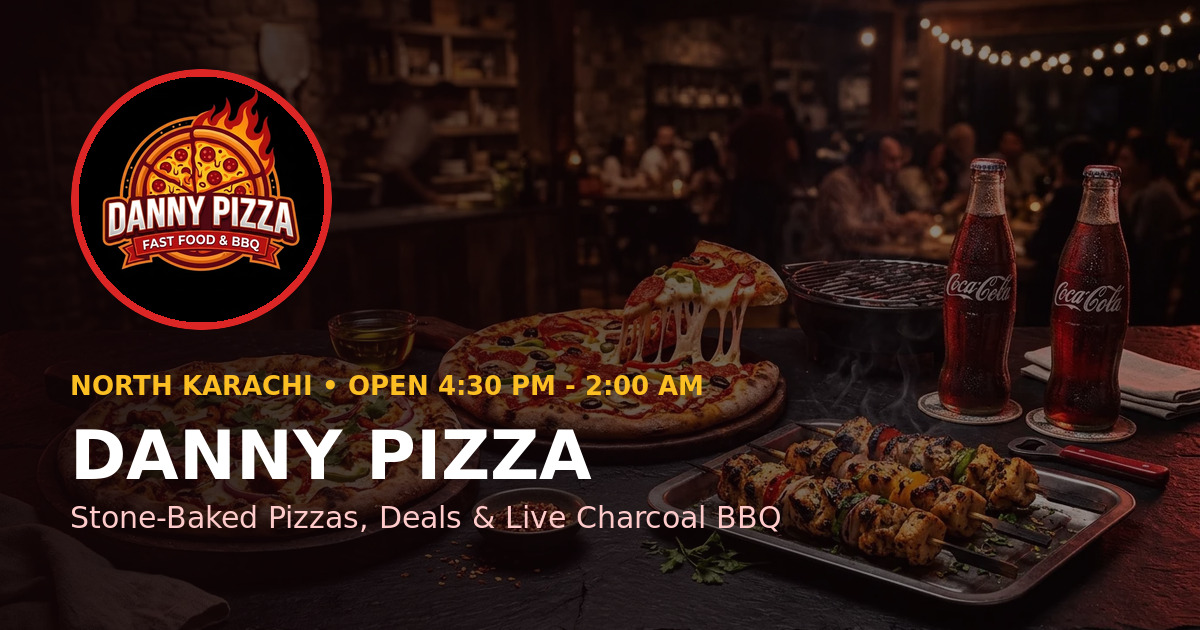 DANNY PIZZA
FAST FOOD & BBQ
Coca-Cola
Coca-Cola
NORTH KARACHI • OPEN 4:30 PM - 2:00 AM
DANNY PIZZA
Stone-Baked Pizzas, Deals & Live Charcoal BBQ